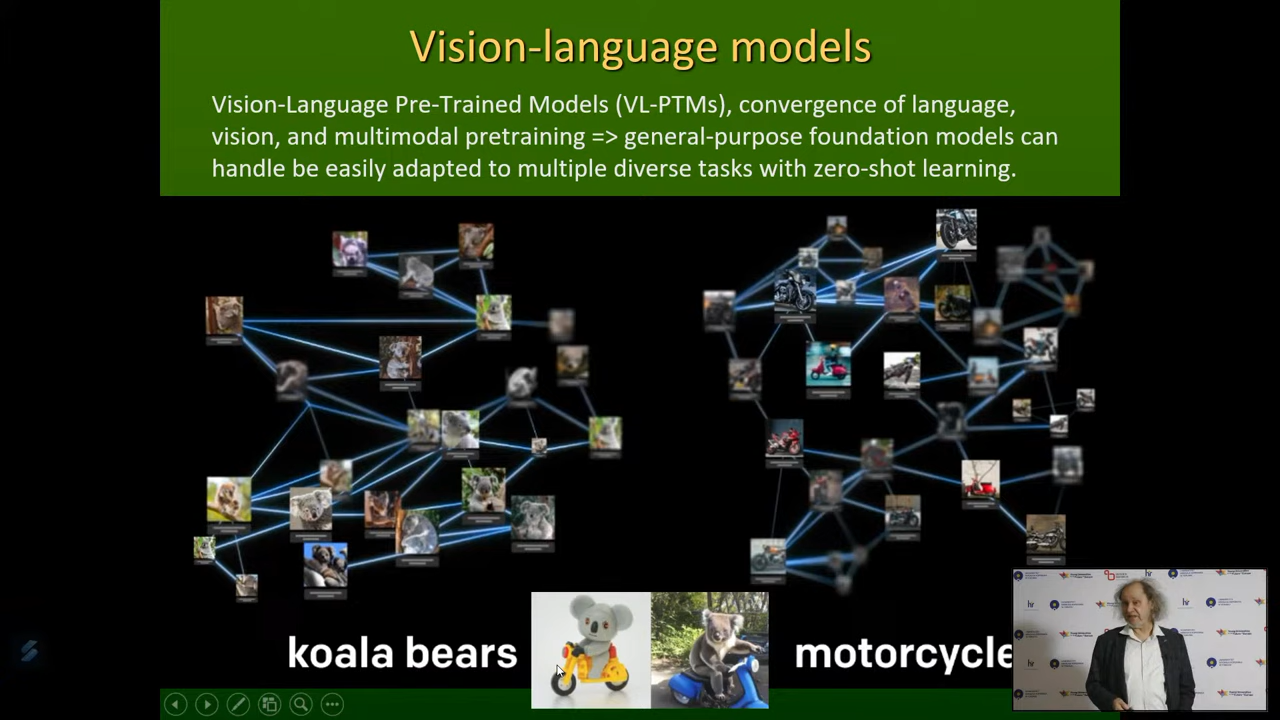 Vision-language models
Vision-Language Pre-Trained Models (VL-PTMs), convergence of language,
vision, and multimodal pretraining => general-purpose foundation models can
handle be easily adapted to multiple diverse tasks with zero-shot learning.
koala bears
motorcycle